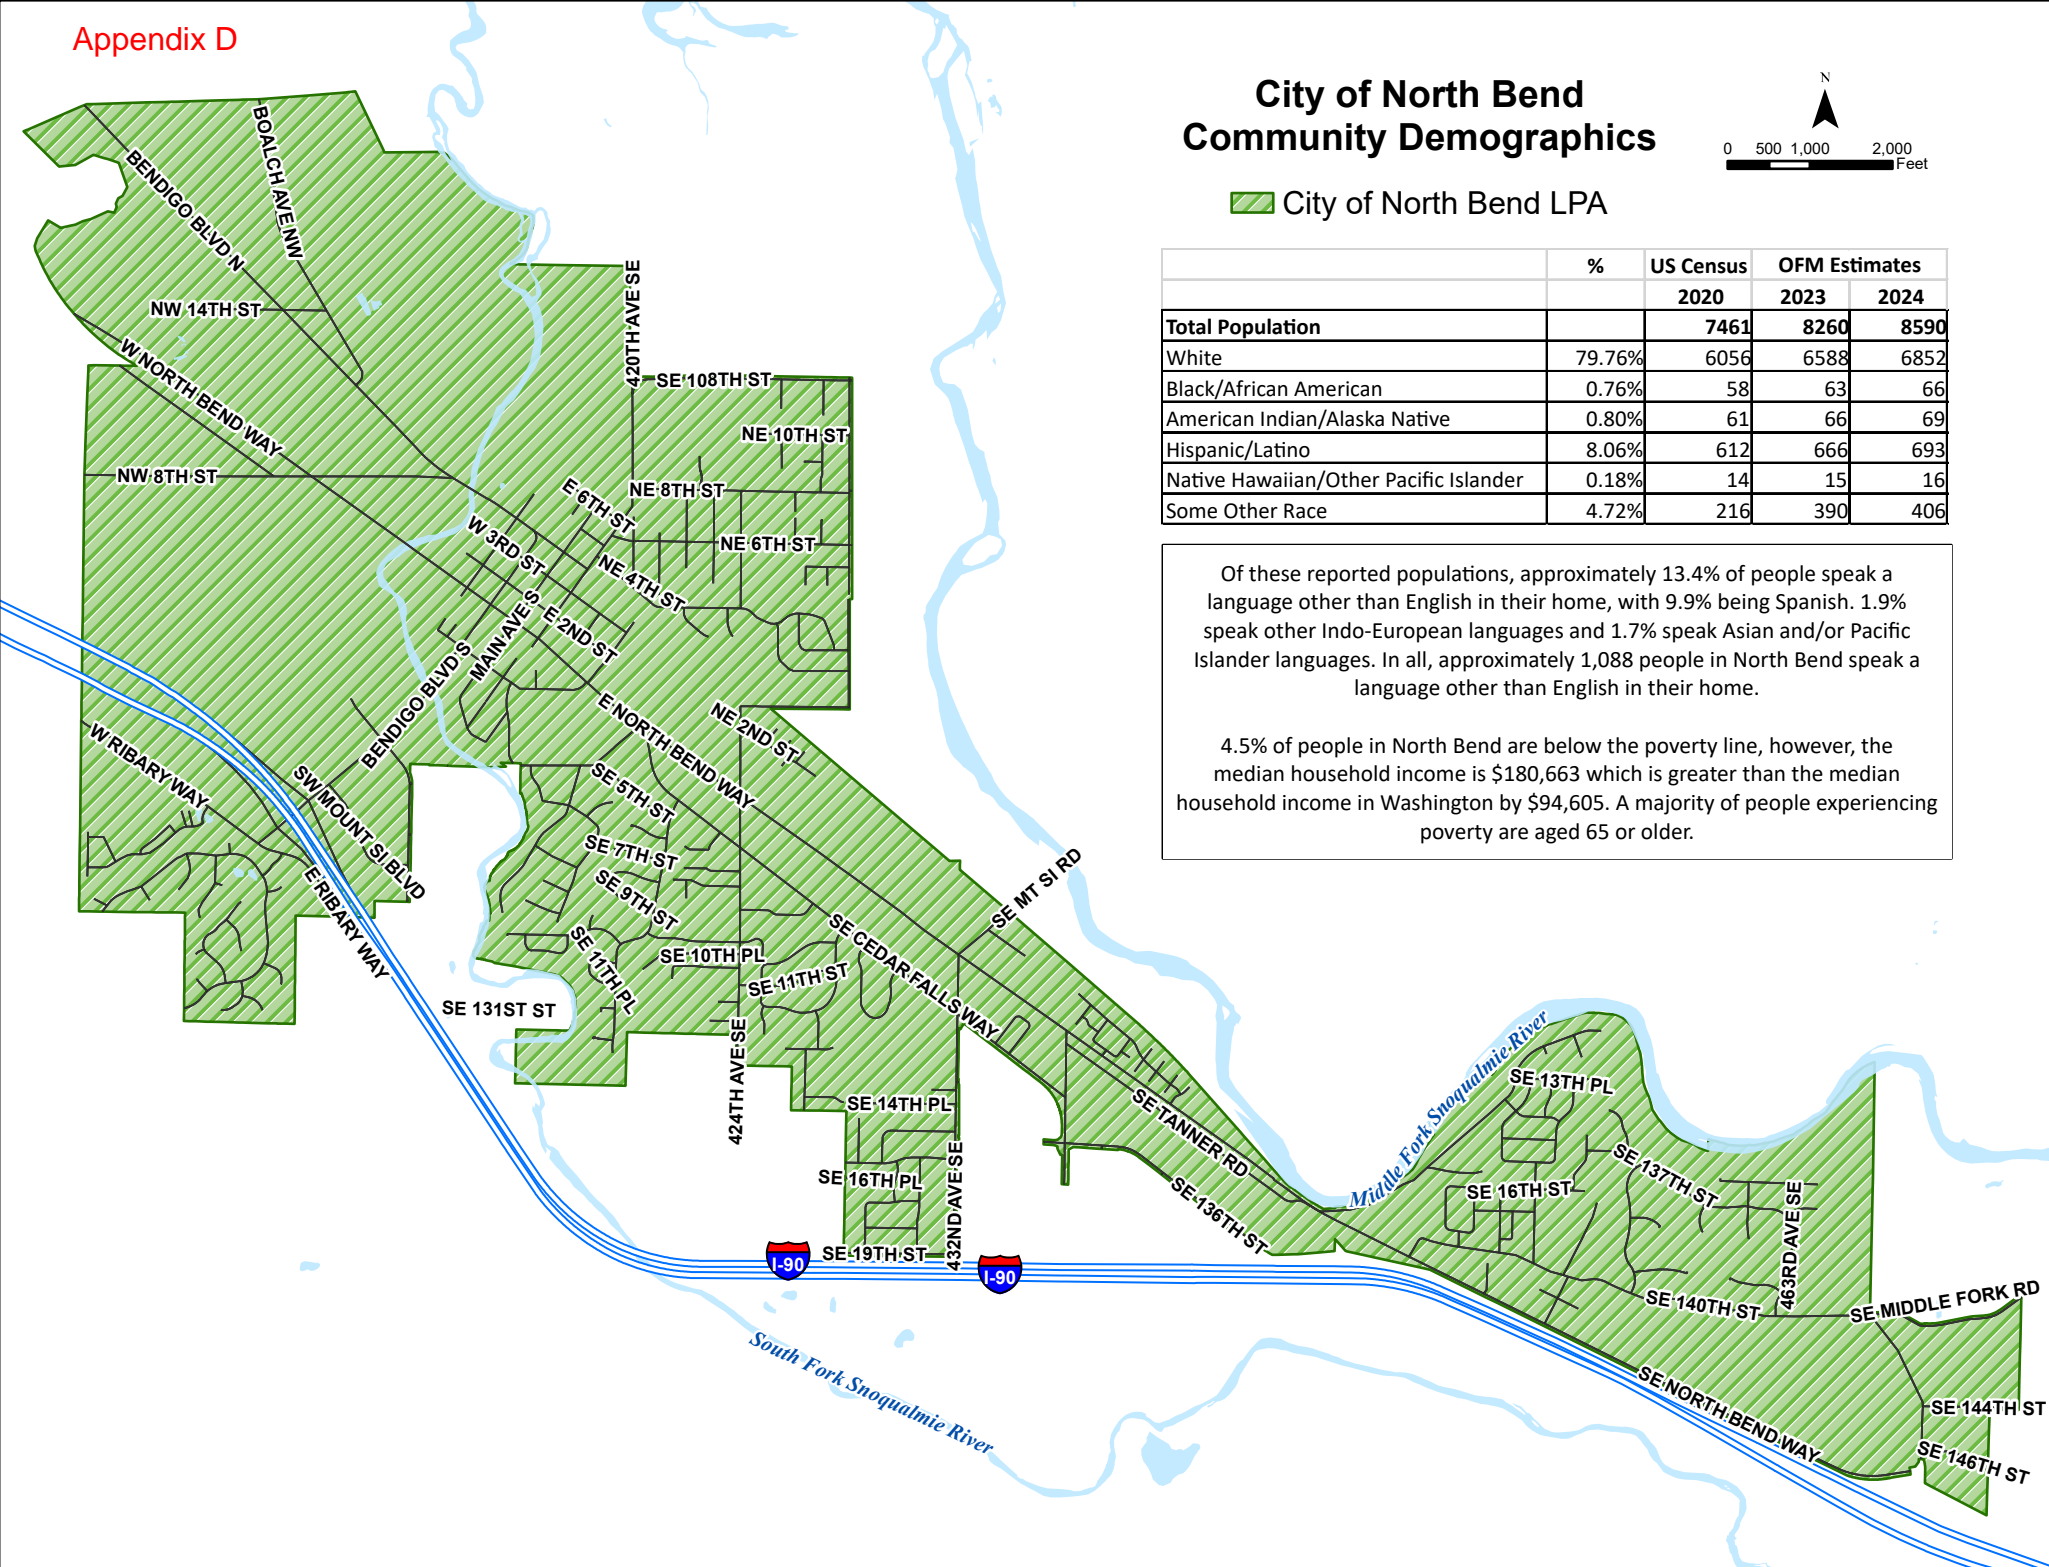 Appendix D
City of North Bend
Community Demographics
N
0 500 1,000 2,000
Feet
City of North Bend LPA
% US Census OFM Estimates
2020 2023 2024
Total Population 7461 8260 8590
White 79.76% 6056 6588 6852
Black/African American 0.76% 58 63 66
American Indian/Alaska Native 0.80% 61 66 69
Hispanic/Latino 8.06% 612 666 693
Native Hawaiian/Other Pacific Islander 0.18% 14 15 16
Some Other Race 4.72% 216 390 406
Of these reported populations, approximately 13.4% of people speak a
language other than English in their home, with 9.9% being Spanish. 1.9%
speak other Indo-European languages and 1.7% speak Asian and/or Pacific
Islander languages. In all, approximately 1,088 people in North Bend speak a
language other than English in their home.
4.5% of people in North Bend are below the poverty line, however, the
median household income is $180,663 which is greater than the median
household income in Washington by $94,605. A majority of people experiencing
poverty are aged 65 or older.
BENDIGO BLVD N
BOALCH AVE NW
NW 14TH ST
W NORTH BEND WAY
NW 8TH ST
420TH AVE SE
SE 108TH ST
NE 10TH ST
NE 8TH ST
E 6TH ST
NE 6TH ST
W 3RD ST
NE 4TH ST
E 2ND ST
MAIN AVE S
BENDIGO BLVD S
E NORTH BEND WAY
NE 2ND ST
W RIBARY WAY
SW MOUNT SI BLVD
E RIBARY WAY
SE 5TH ST
SE 7TH ST
SE 9TH ST
SE 10TH PL
SE 11TH PL
SE 11TH ST
SE 131ST ST
424TH AVE SE
SE CEDAR FALLS WAY
SE MT SI RD
SE 14TH PL
SE 16TH PL
432ND AVE SE
SE 19TH ST
I-90
I-90
SE TANNER RD
SE 136TH ST
Middle Fork Snoqualmie River
SE 13TH PL
SE 137TH ST
SE 16TH ST
463RD AVE SE
SE 140TH ST
SE MIDDLE FORK RD
SE NORTH BEND WAY
SE 144TH ST
SE 146TH ST
South Fork Snoqualmie River